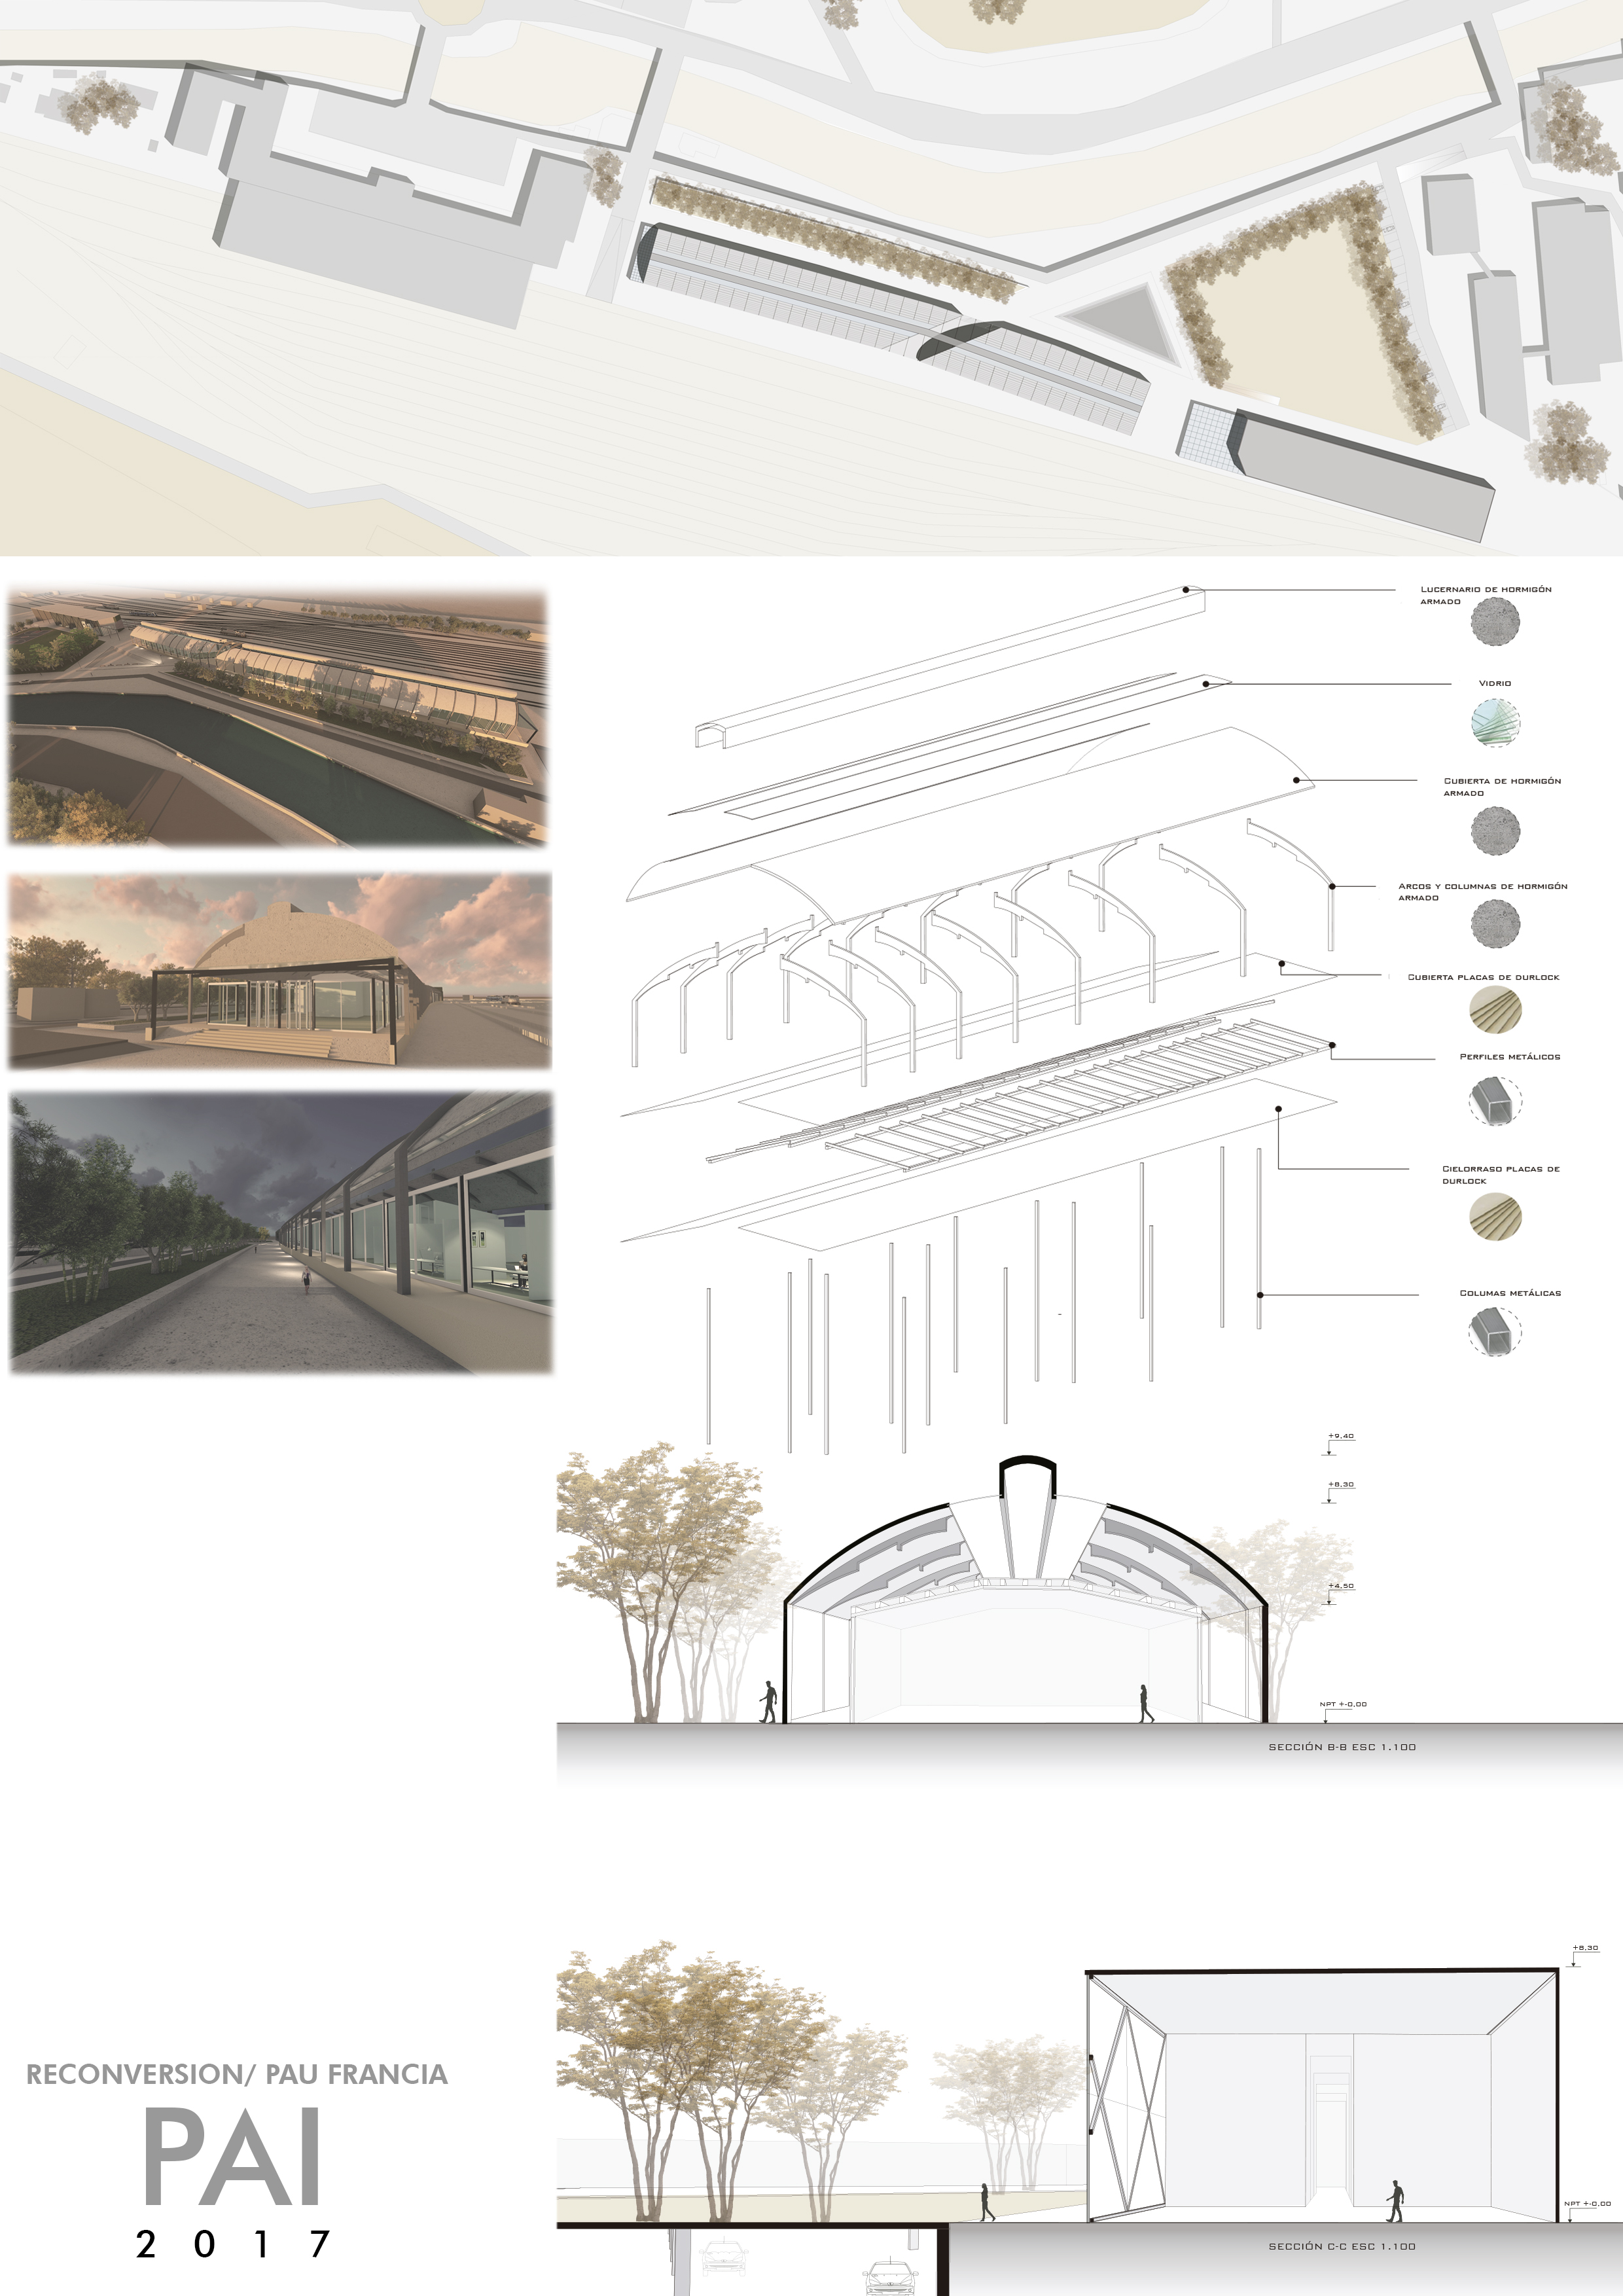 Lucernario de hormigón
armado
Vidrio
Cubierta de hormigón
armado
Arcos y columnas de hormigón
armado
Cubierta placas de durlock
Perfiles metálicos
Cielorraso placas de
durlock
Columas metálicas
+9,40
+8,30
+4,50
NPT +-0,00
SECCIÓN B-B ESC 1.100
+8,30
RECONVERSION/ PAU FRANCIA
PAI
2 0 1 7
NPT +-0,00
SECCIÓN C-C ESC 1.100